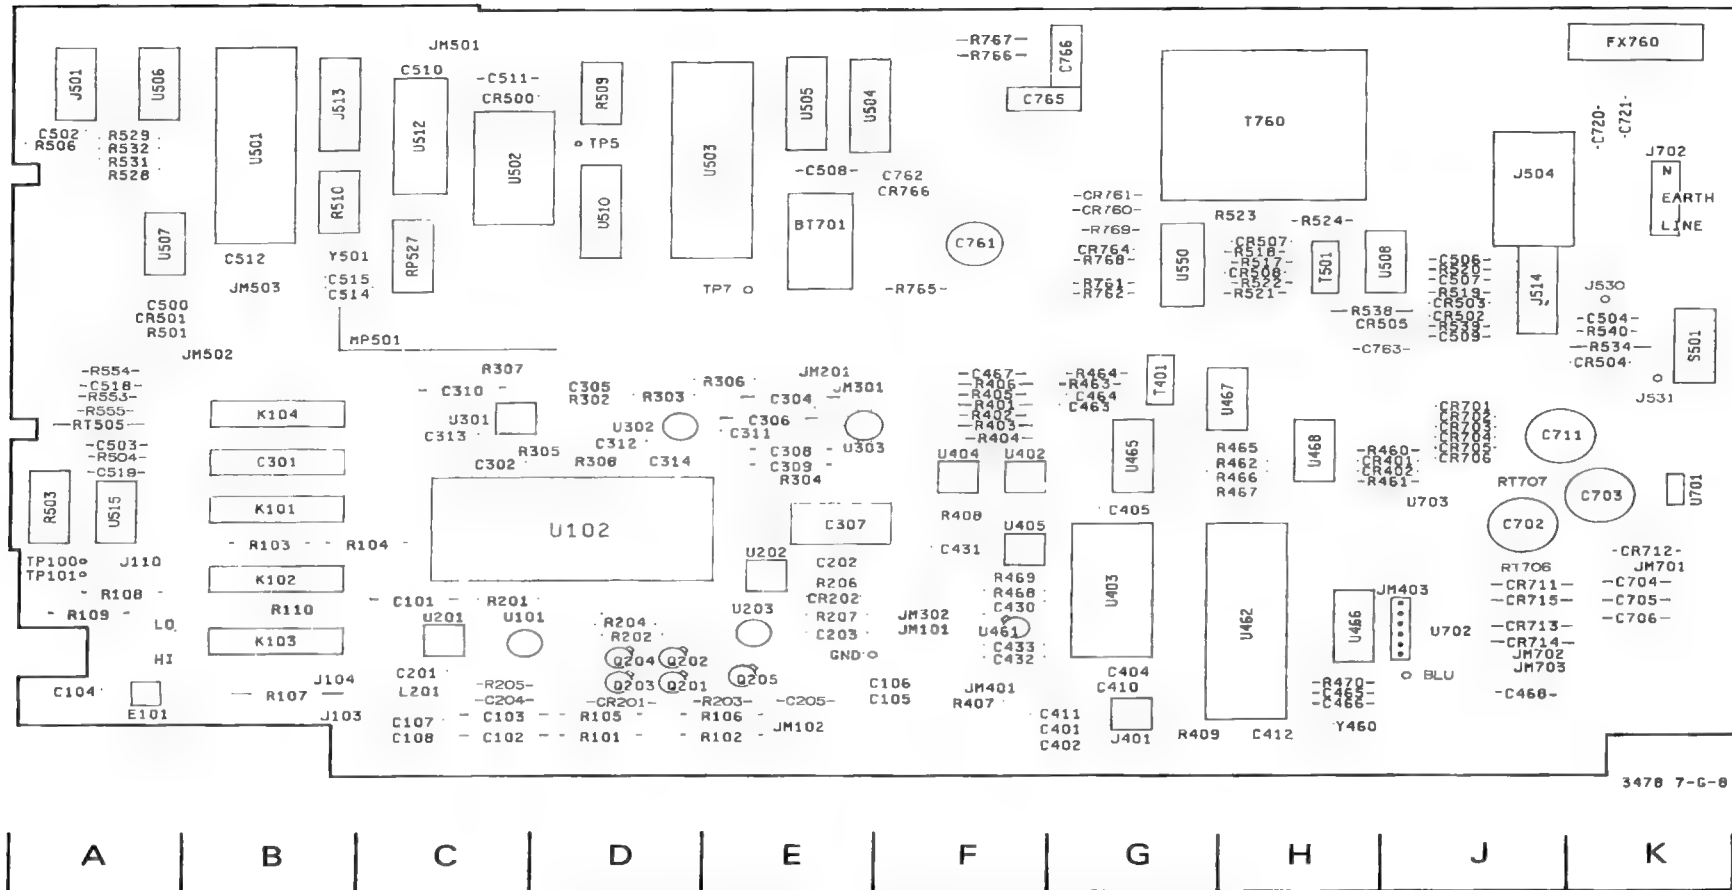 JM501
-R767-
-R766-
C766
C765
FX760
J501
U506
U501
J513
C510
U512
-C511-
CR500
U502
R509
TP5
U503
U505
U504
T760
-C720-
-C721-
C502
R506
R529
R532
R531
R528
R510
U510
-C508-
C762
CR766
J504
J702
N
EARTH
LINE
U507
C512
Y501
JM503
C515
C514
RP527
BT701
TP7
C761
-R765-
-CR761-
-CR760-
-R769-
CR764
-R768-
-R761-
-R762-
U550
R523
-R524-
CR507
-R518-
-R517-
CR508
-R522-
-R521-
T501
U508
-C506-
-R520-
-C507-
-R519-
-CR503-
CR502
-R539-
-C509-
J514
J530
-C504-
-R540-
-R534-
-CR504-
S501
J531
C500
CR501
R501
JM502
MP501
-R538-
CR505
-C763-
-R554-
-C518-
-R553-
-R555-
-RT505-
-C503-
-R504-
-C519-
R307
- C310 -
U301
C313
C305
R302
R303
R306
U302
C312
R305
C302
R308
C314
JM201
JM301
- C304 -
- C306 -
C311
U303
- C308 -
- C309 -
R304
-C467-
-R406-
-R405-
-R401-
-R402-
-R403-
-R404-
-R464-
-R463-
C464
C463
T401
U467
U465
U468
R465
R462
R466
R467
-R460-
-CR401-
-CR402-
-R461-
CR701
CR702
-CR703-
-CR704-
-CR705-
CR706
C711
K104
C301
K101
U404
U402
U703
RT707
C703
C702
U701
R503
U515
U102
C307
R408
U405
C431
C405
TP100
TP101
J110
- R103 -
- R104 -
K102
U202
C202
R206
CR202
R207
C203
R469
R468
C430
U403
U462
RT706
-CR711-
-CR715-
-CR713-
-CR714-
-CR712-
JM701
-C704-
-C705-
-C706-
- R108 -
- R109 -
R110
LO
HI
K103
- C101 -
- R201 -
U201
U101
-R204-
-R202-
Q204
Q202
Q203
Q201
U203
Q205
GND
JM302
JM101
U461
-C433-
-C432-
U466
JM403
U702
JM702
JM703
BLU
C104
E101
- R107 -
J104
J103
C201
L201
-R205-
-C204-
-CR201-
-R203-
-C205-
C106
C105
JM401
R407
C404
C410
-R470-
-C465-
-C466-
-C468-
C107
C108
- C103 -
- C102 -
- R105 -
- R101 -
- R106 -
- R102 -
JM102
C411
C401
C402
J401
R409
C412
Y460
3478 7-G-8
A B C D E F G H J K